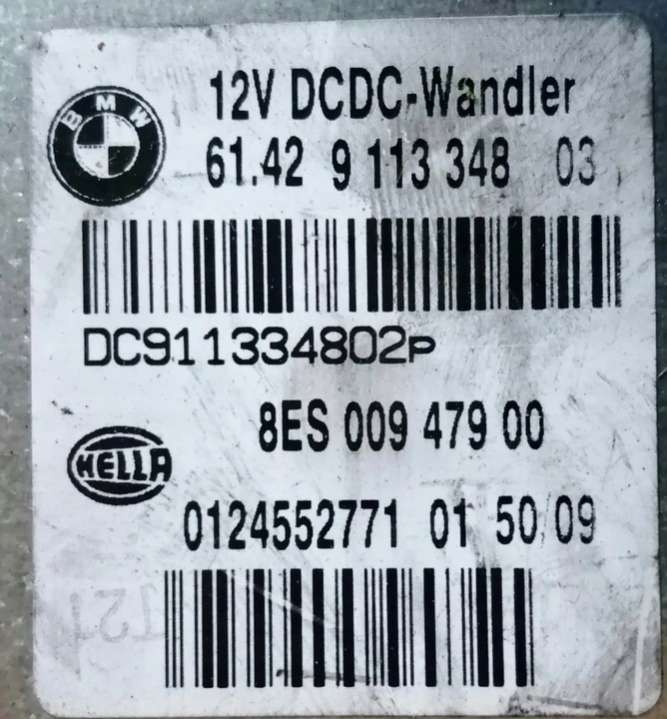 BMW
12V DCDC-Wandler
61.42 9 113 348 03
DC911334802P
8ES 009 479 00
HELLA
0124552771 01 50/09